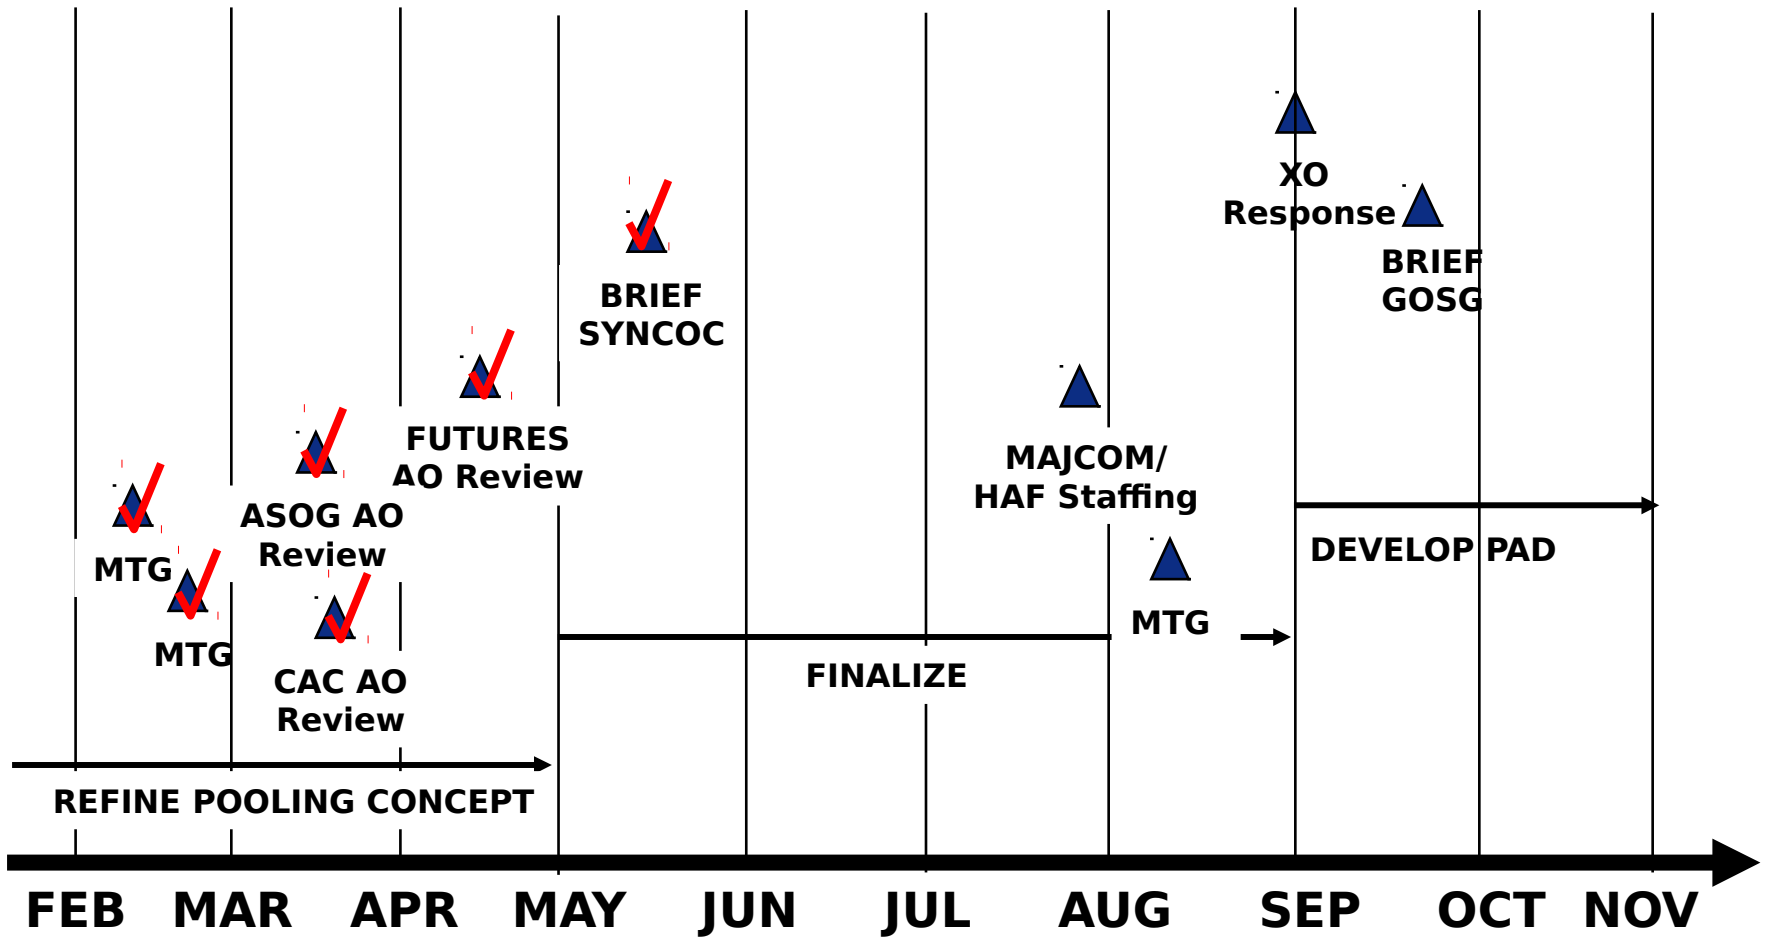 XO
Response
BRIEF
GOSG
BRIEF
SYNCOC
FUTURES
AO Review
MAJCOM/
HAF Staffing
ASOG AO
Review
MTG
DEVELOP PAD
MTG
MTG
CAC AO
Review
FINALIZE
REFINE POOLING CONCEPT
FEB MAR APR MAY JUN JUL AUG SEP OCT NOV